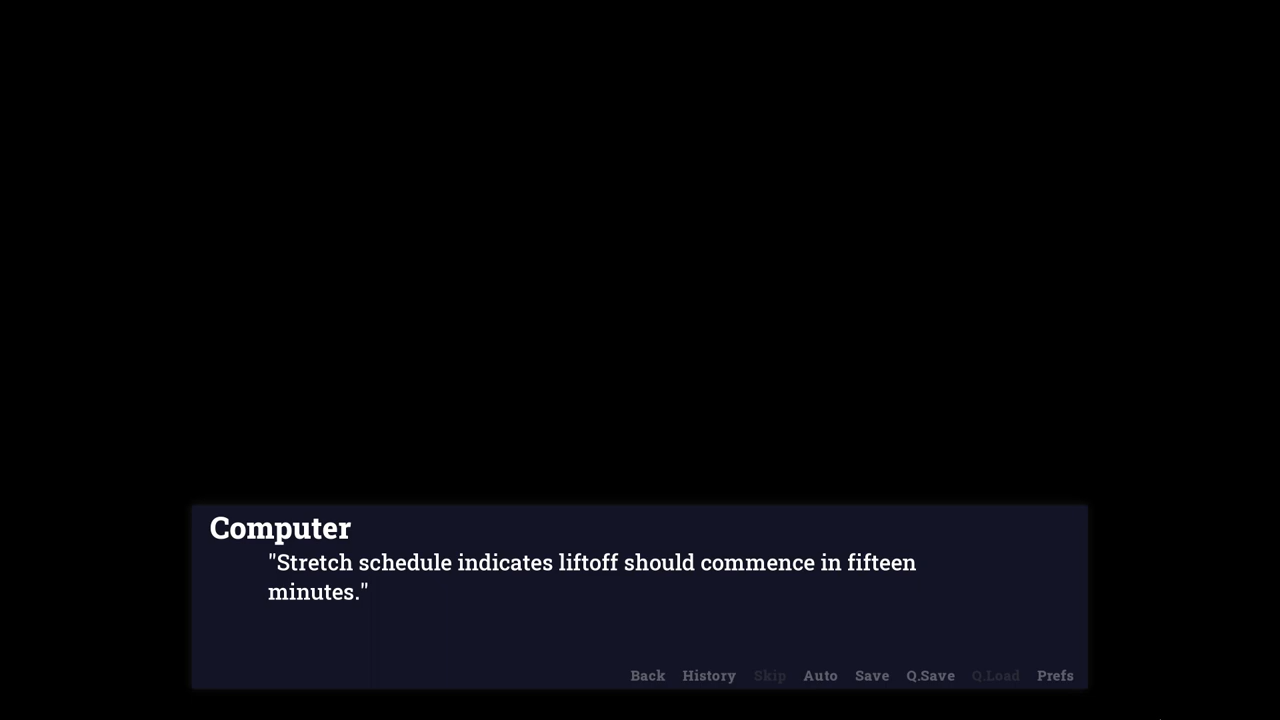 Computer
"Stretch schedule indicates liftoff should commence in fifteen
minutes."
Back History Skip Auto Save Q.Save Q.Load Prefs